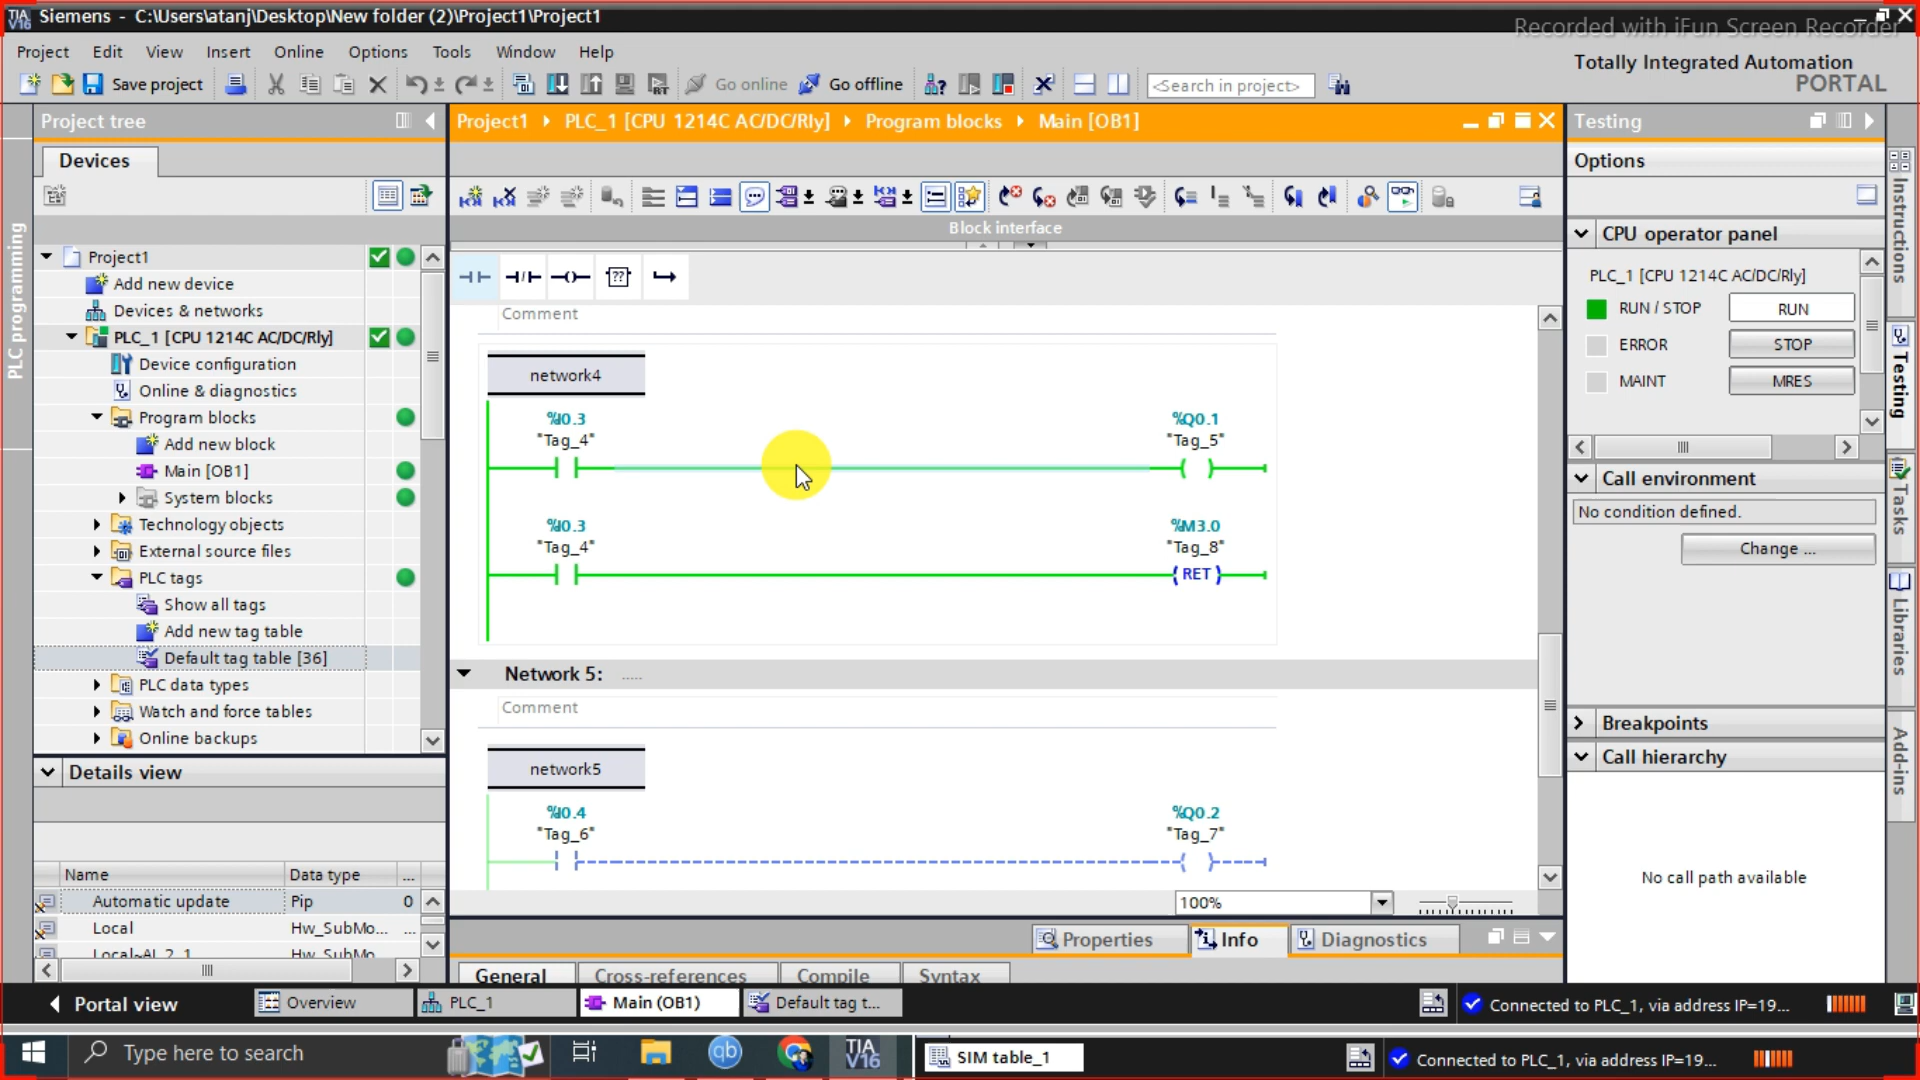 Siemens - C:\Users\atanj\Desktop\New folder (2)\Project1\Project1
Recorded with iFun Screen Recorder
Project Edit View Insert Online Options Tools Window Help
Totally Integrated Automation
PORTAL
Save project Go online Go offline <Search in project>
Project tree
Project1 PLC_1 [CPU 1214C AC/DC/Rly] Program blocks Main [OB1]
Testing
Devices
Options
Block interface
PLC programming
Project1
Add new device
Devices & networks
PLC_1 [CPU 1214C AC/DC/Rly]
Device configuration
Online & diagnostics
Program blocks
Add new block
Main [OB1]
System blocks
Technology objects
External source files
PLC tags
Show all tags
Add new tag table
Default tag table [36]
PLC data types
Watch and force tables
Online backups
Details view
Name Data type ...
Automatic update Pip 0
Local Hw_SubMo... ...
Local~AI_2_1 Hw_SubMo
??
Comment
network4
%I0.3 %Q0.1
"Tag_4" "Tag_5"
%I0.3 %M3.0
"Tag_4" "Tag_8"
RET
Network 5: .....
Comment
network5
%I0.4 %Q0.2
"Tag_6" "Tag_7"
100%
Properties Info Diagnostics
General Cross-references Compile Syntax
CPU operator panel
PLC_1 [CPU 1214C AC/DC/Rly]
RUN / STOP RUN
ERROR STOP
MAINT MRES
Call environment
No condition defined.
Change ...
Breakpoints
Call hierarchy
No call path available
Instructions
Testing
Tasks
Libraries
Add-ins
Portal view Overview PLC_1 Main (OB1) Default tag t... Connected to PLC_1, via address IP=19...
Type here to search qb TIA V16 SIM table_1 Connected to PLC_1, via address IP=19...